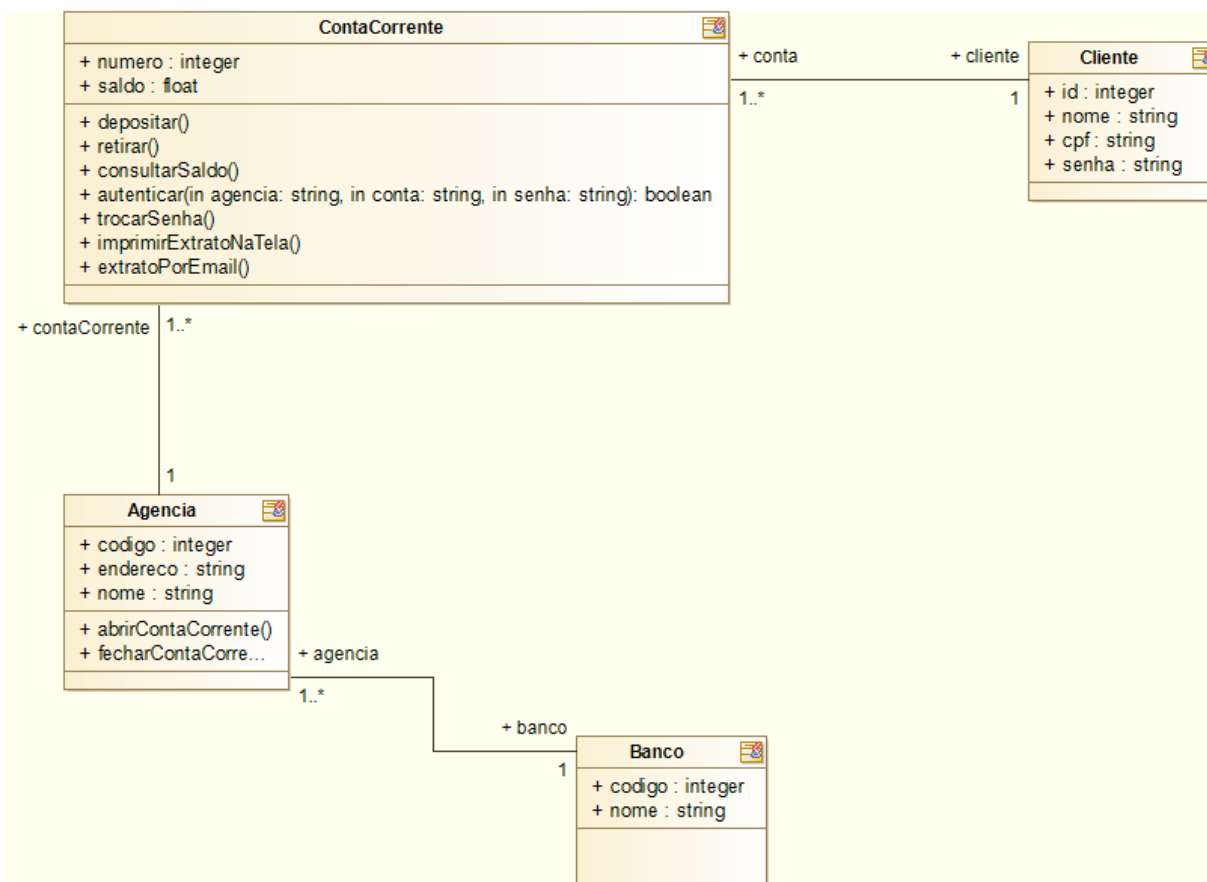 ContaCorrente
+ numero : integer
+ saldo : float
+ depositar()
+ retirar()
+ consultarSaldo()
+ autenticar(in agencia: string, in conta: string, in senha: string): boolean
+ trocarSenha()
+ imprimirExtratoNaTela()
+ extratoPorEmail()
+ conta
1..*
+ cliente
1
Cliente
+ id : integer
+ nome : string
+ cpf : string
+ senha : string
+ contaCorrente
1..*
1
Agencia
+ codigo : integer
+ endereco : string
+ nome : string
+ abrirContaCorrente()
+ fecharContaCorre...
+ agencia
1..*
+ banco
1
Banco
+ codigo : integer
+ nome : string